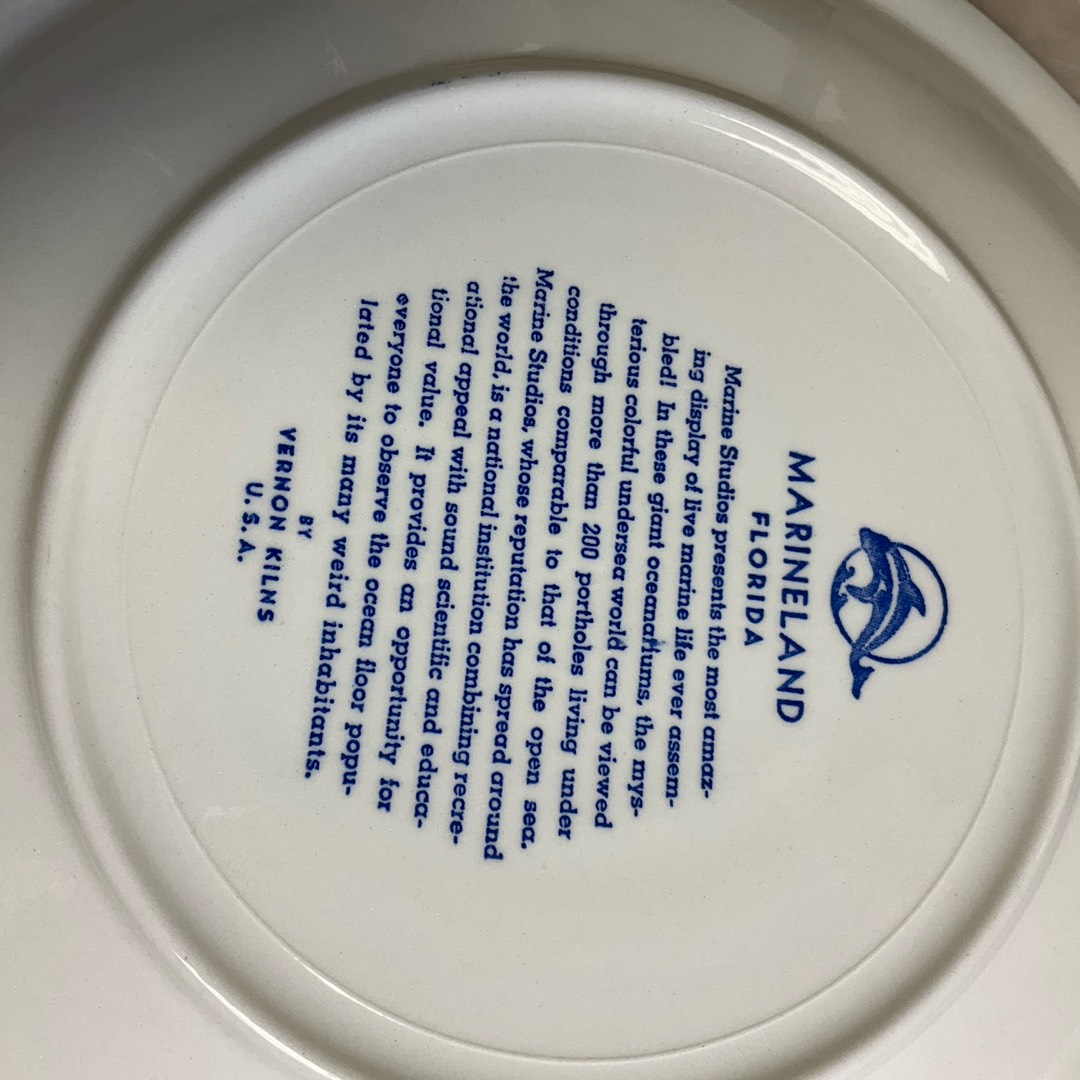 MARINELAND
FLORIDA
Marine Studios presents the most amaz-
ing display of live marine life ever assem-
bled! In these giant oceanariums, the mys-
terious colorful undersea world can be viewed
through more than 200 portholes living under
conditions comparable to that of the open sea.
Marine Studios, whose reputation has spread around
the world, is a national institution combining recre-
ational appeal with sound scientific and educa-
tional value. It provides an opportunity for
everyone to observe the ocean floor popu-
lated by its many weird inhabitants.
BY
VERNON KILNS
U.S.A.